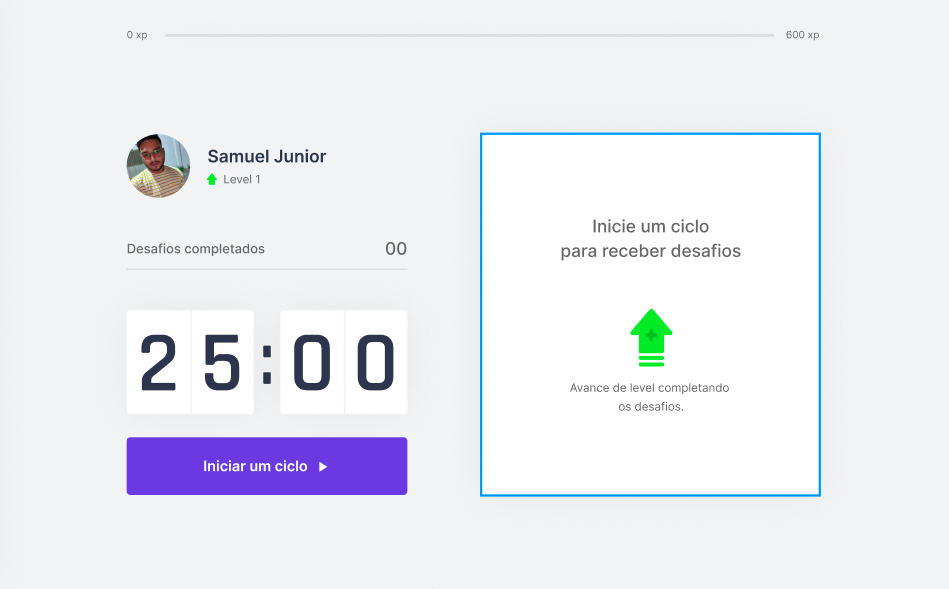 0 xp
600 xp
Samuel Junior
Level 1
Desafios completados 00
25:00
Iniciar um ciclo
Inicie um ciclo
para receber desafios
Avance de level completando
os desafios.